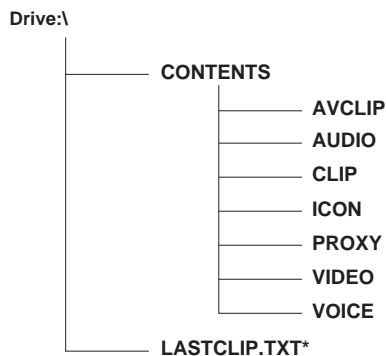 Drive:\
CONTENTS
AVCLIP
AUDIO
CLIP
ICON
PROXY
VIDEO
VOICE
LASTCLIP.TXT*